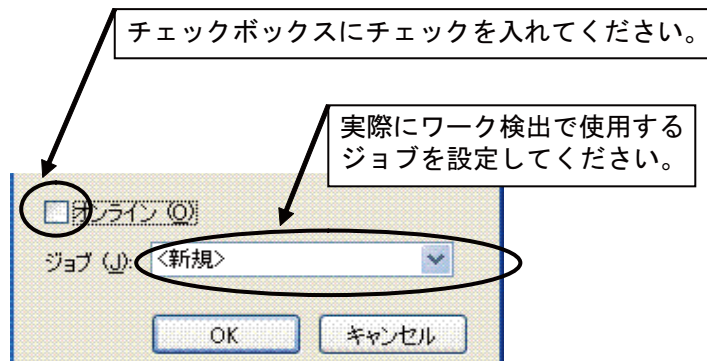 チェックボックスにチェックを入れてください。
実際にワーク検出で使用する
ジョブを設定してください。
オンライン (O)
ジョブ (J): <新規>
OK キャンセル